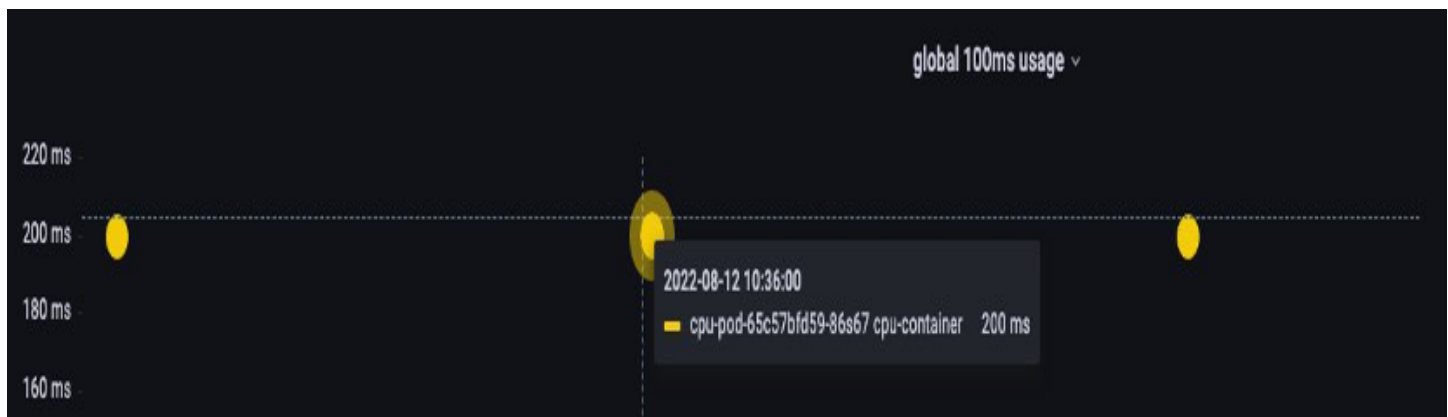 global 100ms usage
220 ms
200 ms
2022-08-12 10:36:00
cpu-pod-65c57bfd59-86s67 cpu-container 200 ms
180 ms
160 ms